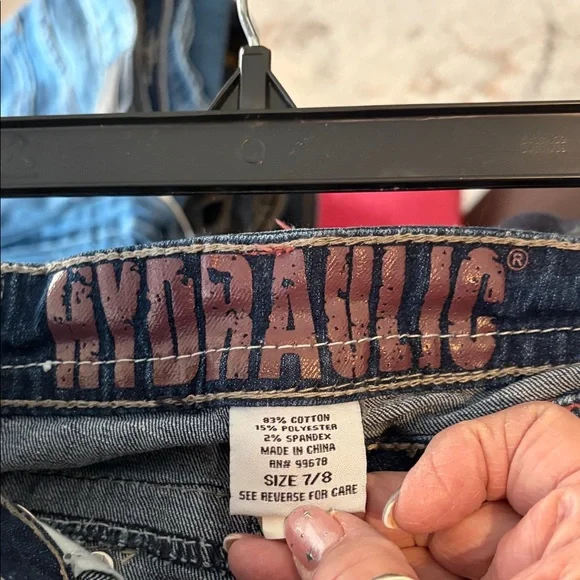 HYDRAULIC®
83% COTTON
15% POLYESTER
2% SPANDEX
MADE IN CHINA
RN# 99678
SIZE 7/8
SEE REVERSE FOR CARE